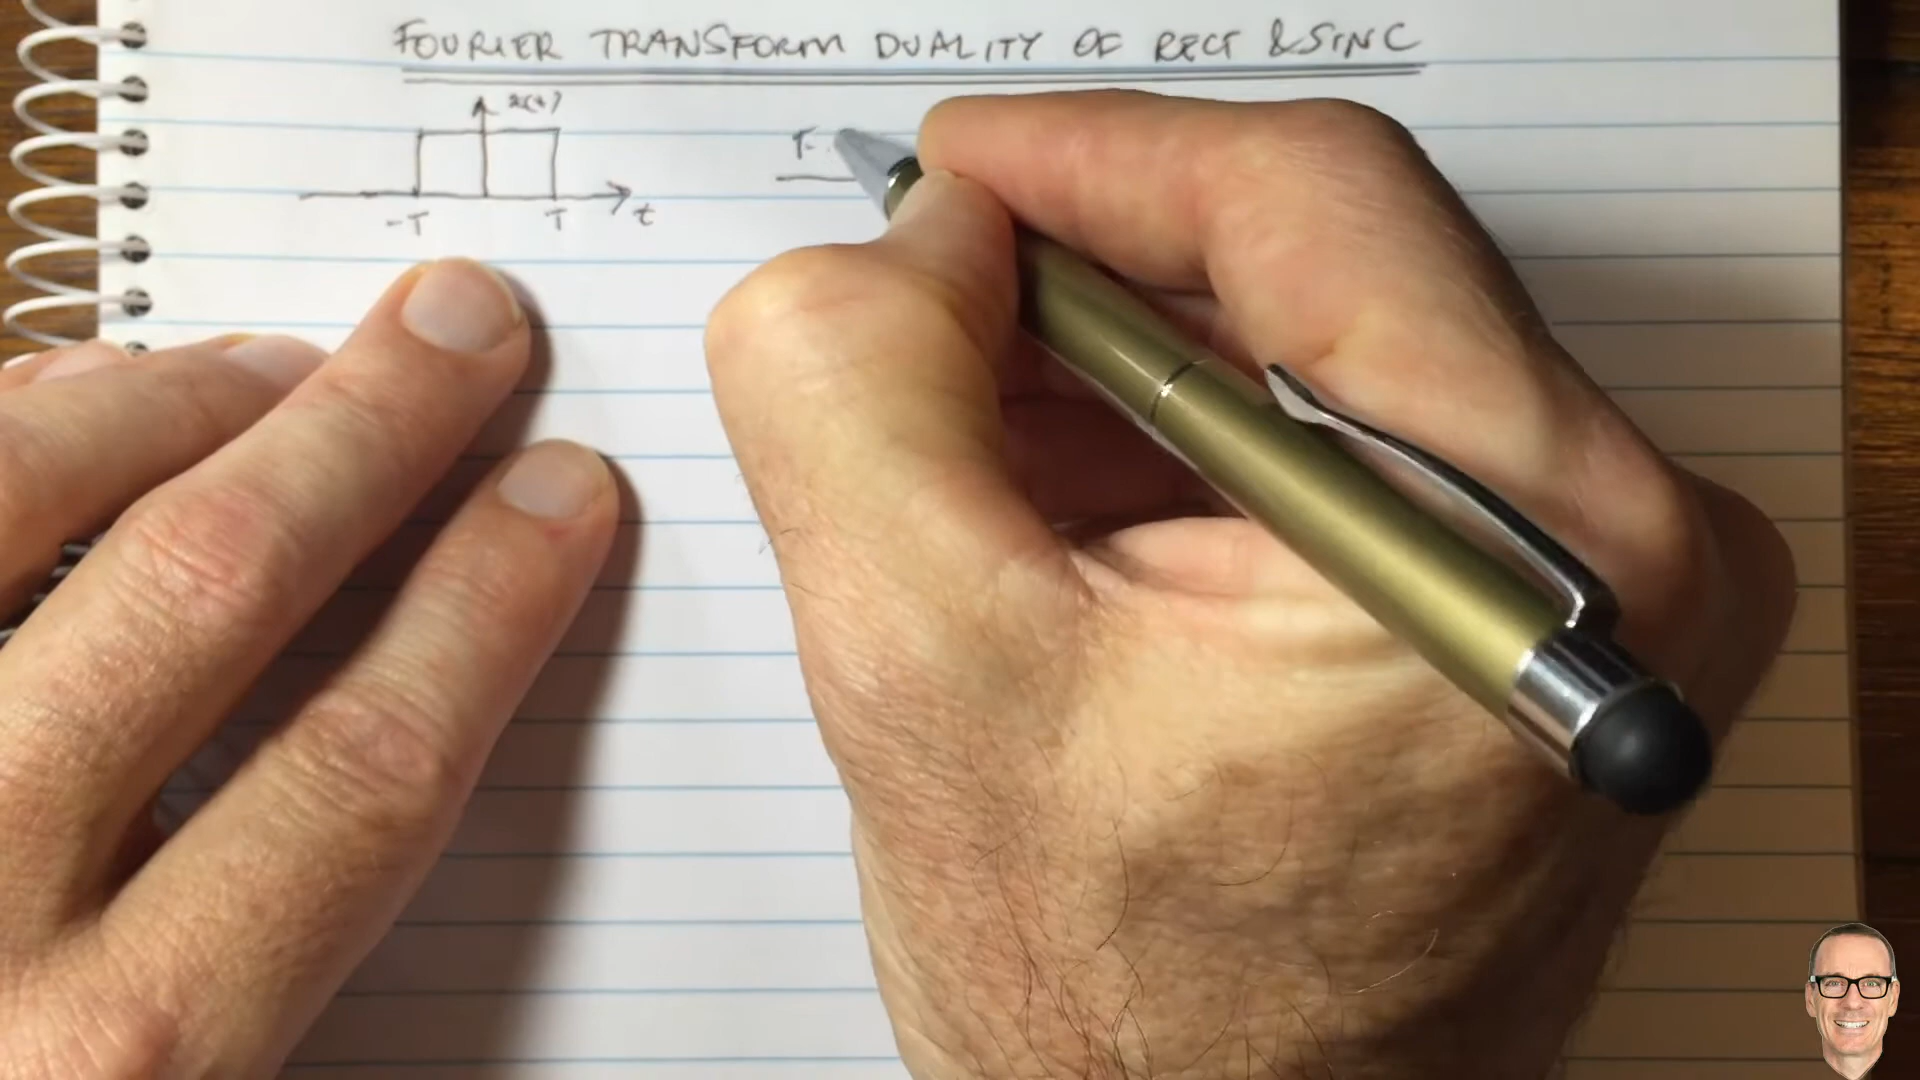 FOURIER TRANSFORM DUALITY OF RECT & SINC
x(t)
F.
-T T t